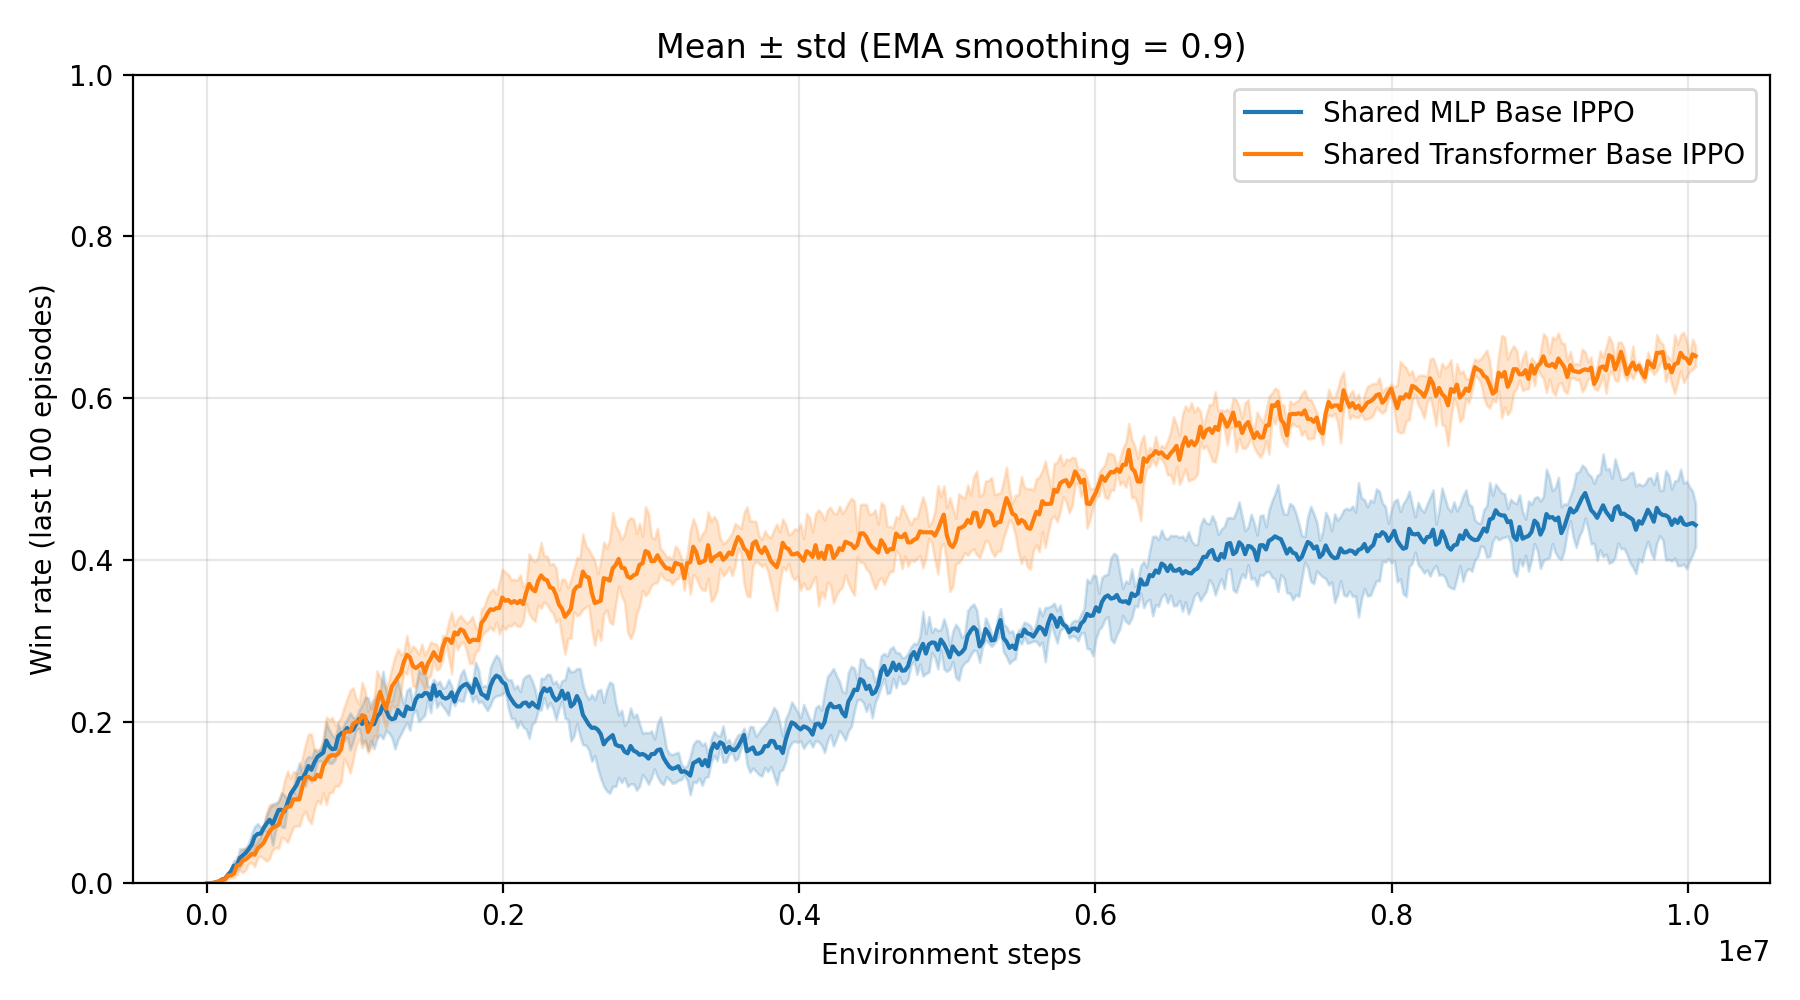 Mean ± std (EMA smoothing = 0.9)
Shared MLP Base IPPO
Shared Transformer Base IPPO
Win rate (last 100 episodes)
1.0
0.8
0.6
0.4
0.2
0.0
0.0 0.2 0.4 0.6 0.8 1.0
1e7
Environment steps